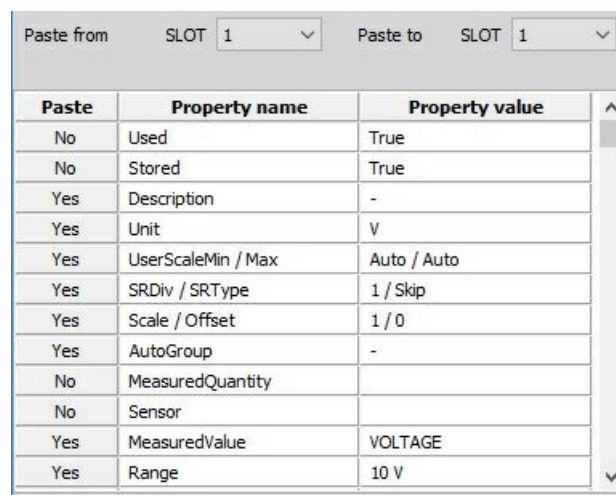 Paste from SLOT 1 Paste to SLOT 1
Paste Property name Property value
No Used True
No Stored True
Yes Description -
Yes Unit V
Yes UserScaleMin / Max Auto / Auto
Yes SRDiv / SRType 1 / Skip
Yes Scale / Offset 1 / 0
Yes AutoGroup -
No MeasuredQuantity
No Sensor
Yes MeasuredValue VOLTAGE
Yes Range 10 V